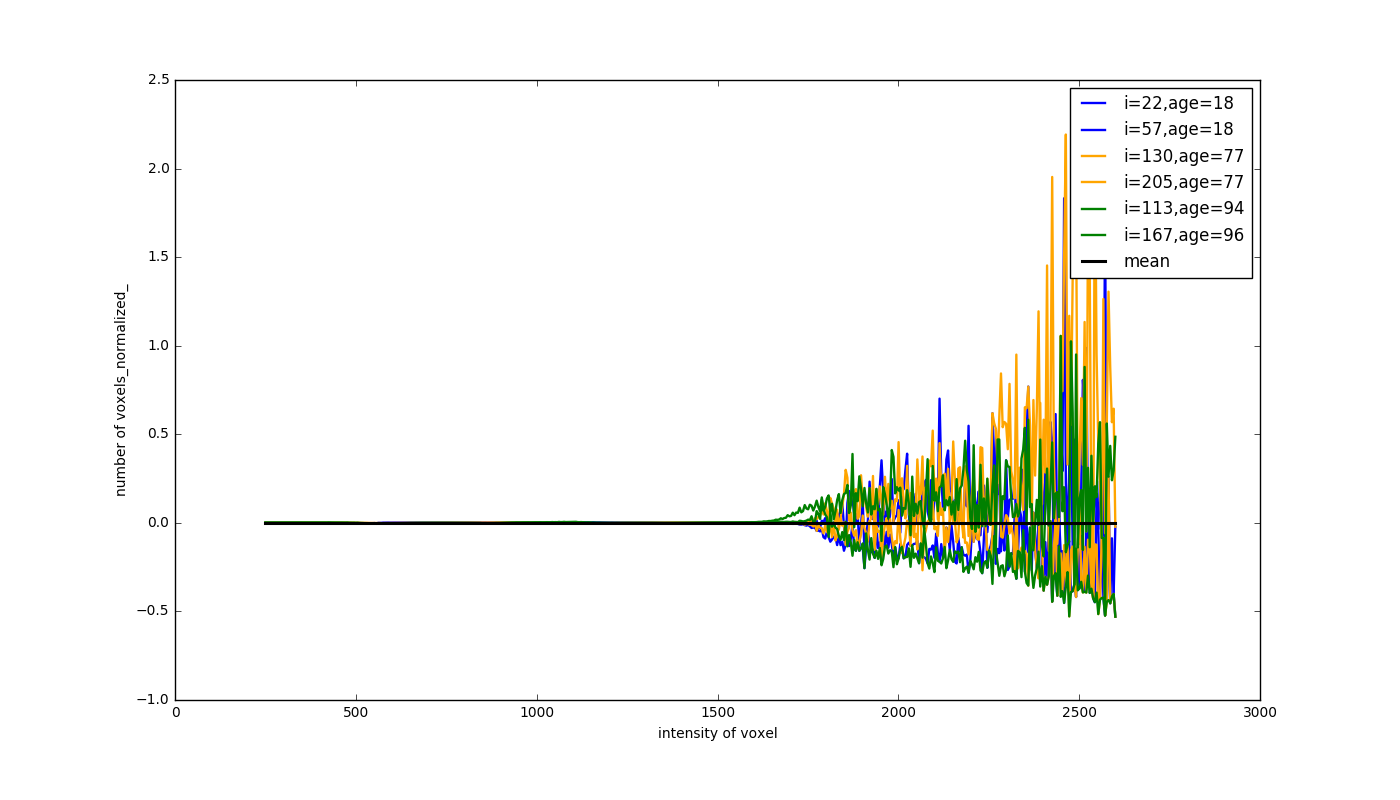 2.5
2.0
1.5
1.0
0.5
0.0
−0.5
−1.0
number of voxels_normalized_
0 500 1000 1500 2000 2500 3000
intensity of voxel
i=22,age=18
i=57,age=18
i=130,age=77
i=205,age=77
i=113,age=94
i=167,age=96
mean